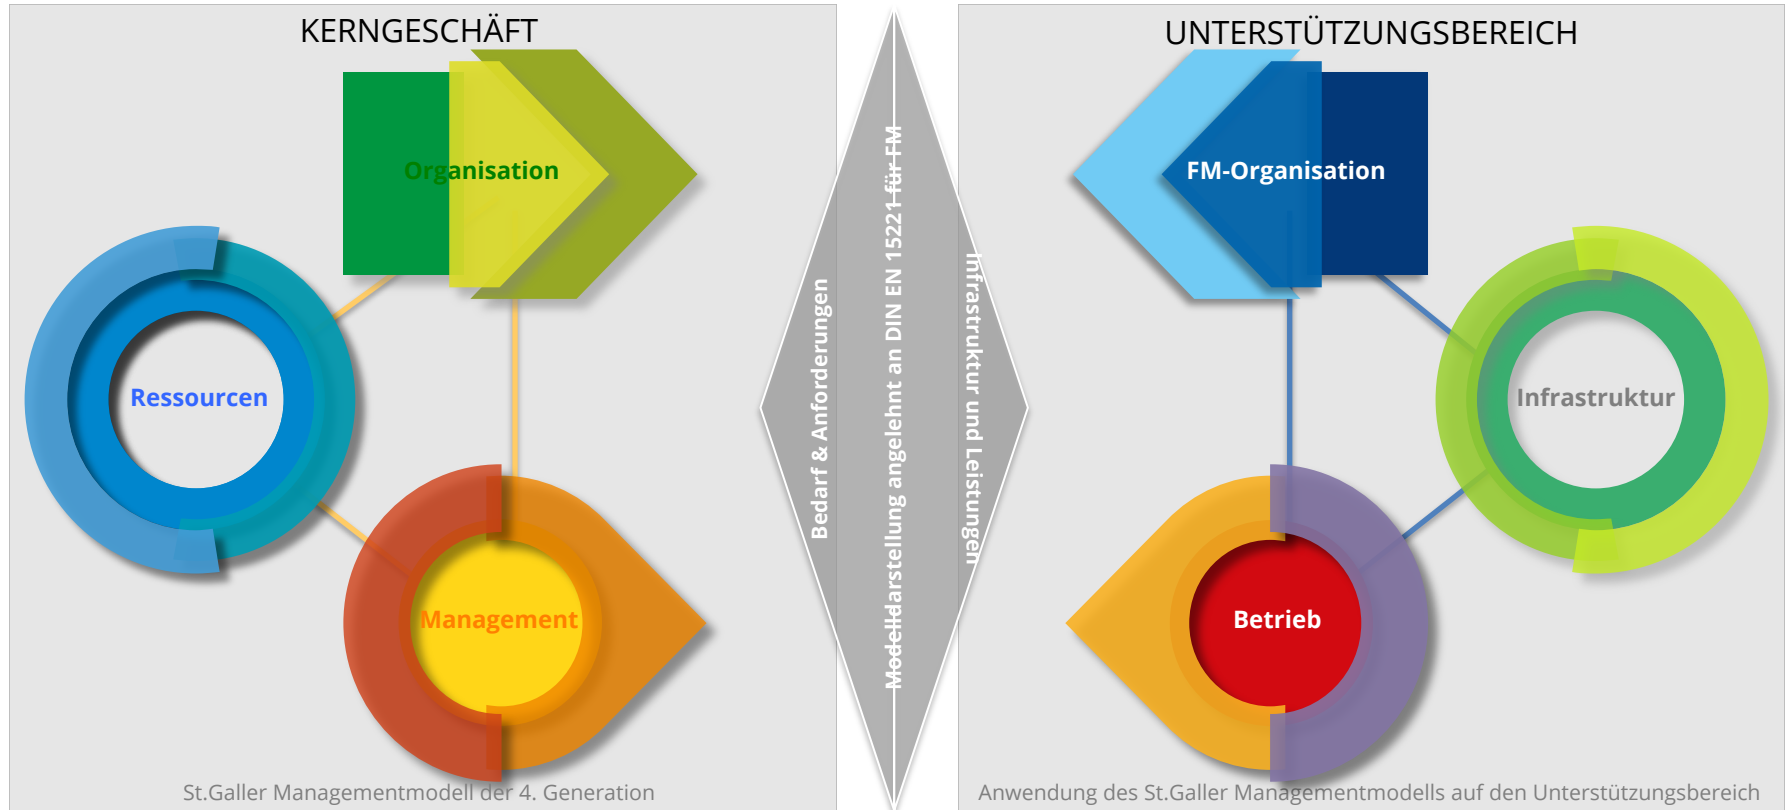 KERNGESCHÄFT
Organisation
Ressourcen
Management
St.Galler Managementmodell der 4. Generation
Bedarf & Anforderungen
Modelldarstellung angelehnt an DIN EN 15221 für FM
Infrastruktur und Leistungen
UNTERSTÜTZUNGSBEREICH
FM-Organisation
Infrastruktur
Betrieb
Anwendung des St.Galler Managementmodells auf den Unterstützungsbereich